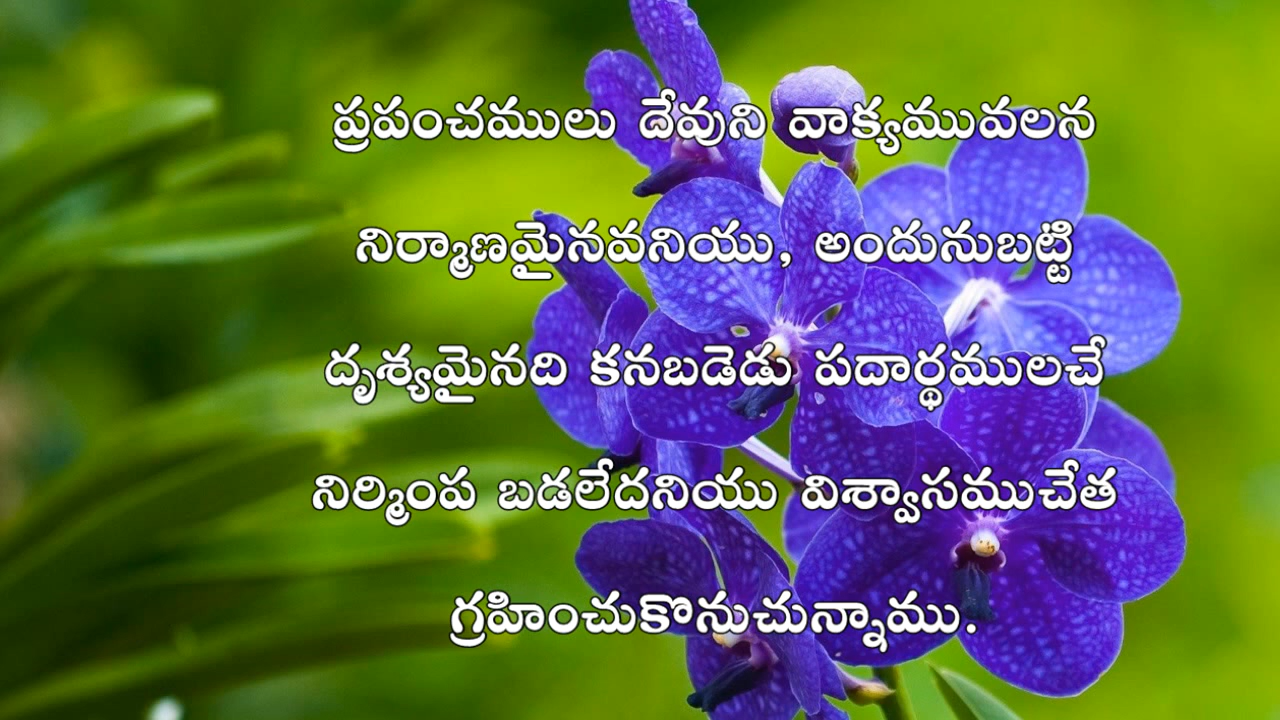 ప్రపంచములు దేవుని వాక్యమువలన
నిర్మాణమైనవనియు, అందునుబట్టి
దృశ్యమైనది కనబడెడు పదార్థములచే
నిర్మింప బడలేదనియు విశ్వాసముచేత
గ్రహించుకొనుచున్నాము.